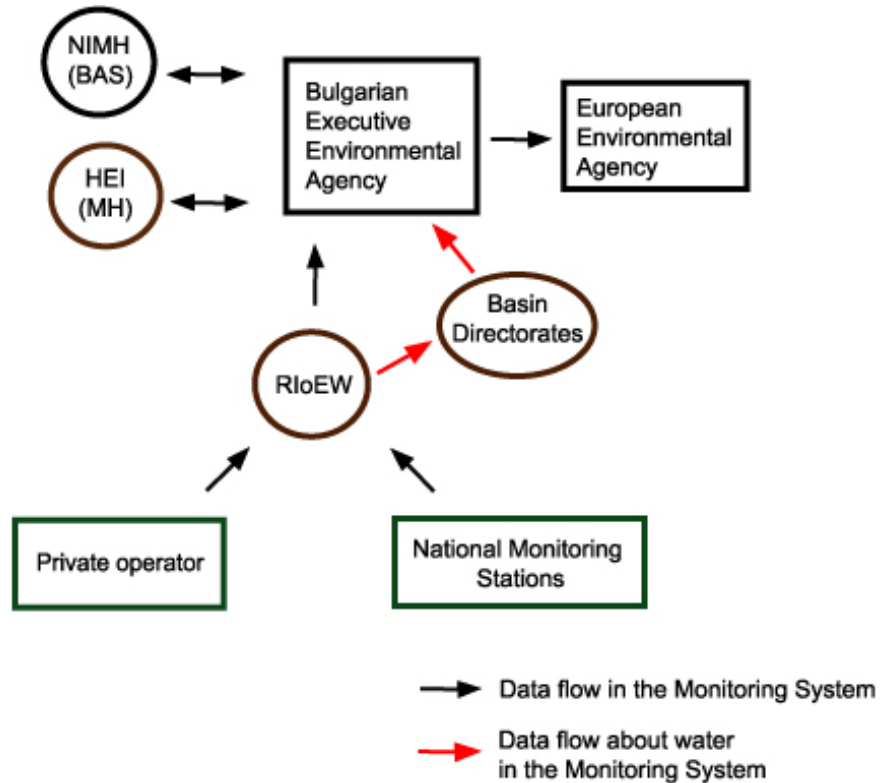 NIMH
(BAS)
HEI
(MH)
Bulgarian
Executive
Environmental
Agency
European
Environmental
Agency
Basin
Directorates
RIoEW
Private operator
National Monitoring
Stations
Data flow in the Monitoring System
Data flow about water
in the Monitoring System